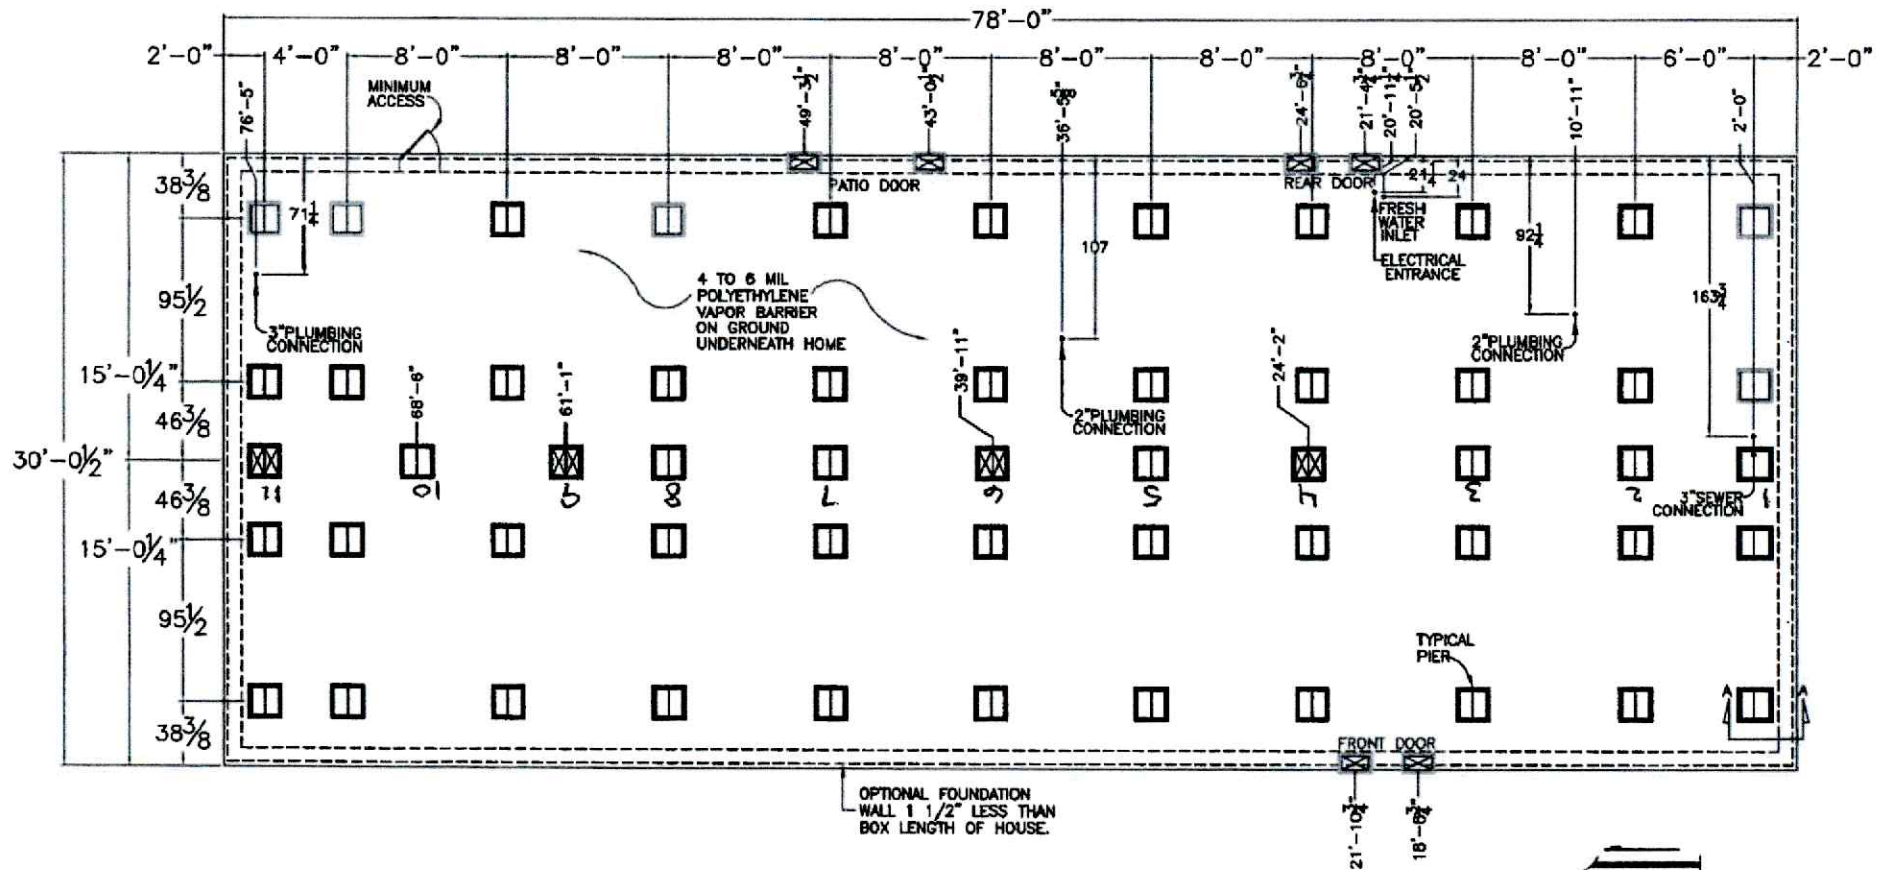 78'-0"
2'-0" 4'-0" 8'-0" 8'-0" 8'-0" 8'-0" 8'-0" 8'-0" 8'-0" 8'-0" 6'-0" 2'-0"
76'-5"
49'-3½"
43'-0½"
36'-5⅝"
24'-6¾"
21'-4¾"
20'-11½"
20'-5½"
10'-11"
2'-0"
MINIMUM
ACCESS
PATIO DOOR
REAR DOOR
21¼ 24
38⅜
71¼
FRESH
WATER
INLET
92¼
107
ELECTRICAL
ENTRANCE
4 TO 6 MIL
POLYETHYLENE
VAPOR BARRIER
ON GROUND
UNDERNEATH HOME
95½
163¾
3"PLUMBING
CONNECTION
2"PLUMBING
CONNECTION
15'-0¼"
68'-6"
61'-1"
39'-11"
24'-2"
2"PLUMBING
CONNECTION
46⅜
30'-0½"
11 10 9 8 7 6 5 4 3 2 1
46⅜
3"SEWER
CONNECTION
15'-0¼"
95½
TYPICAL
PIER
A A
38⅜
FRONT DOOR
OPTIONAL FOUNDATION
WALL 1 1/2" LESS THAN
BOX LENGTH OF HOUSE.
21'-10¾"
18'-6¾"